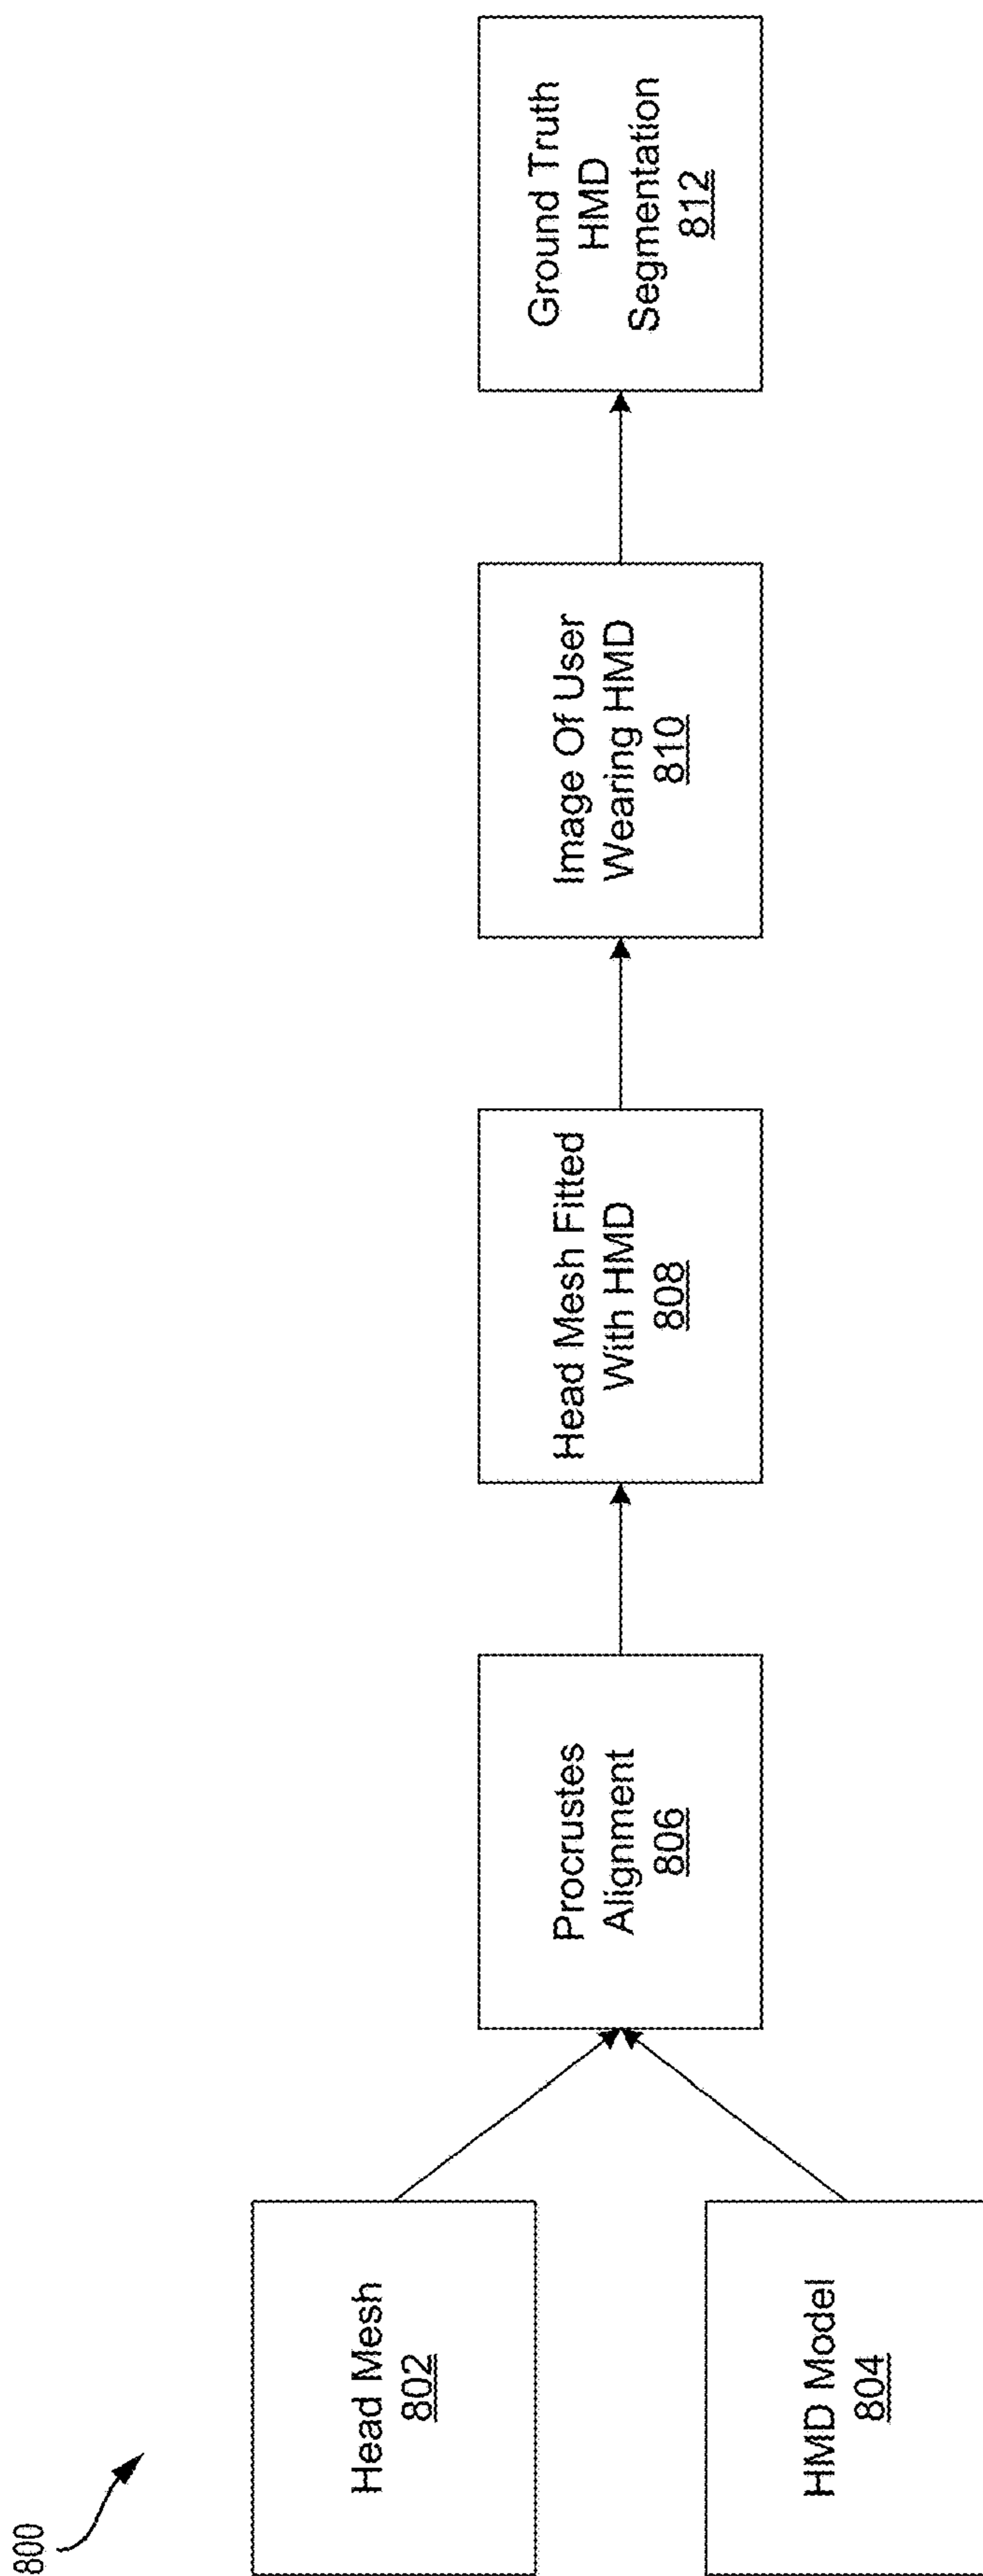 800
Head Mesh
802
HMD Model
804
Procrustes
Alignment
806
Head Mesh Fitted
With HMD
808
Image Of User
Wearing HMD
810
Ground Truth
HMD
Segmentation
812